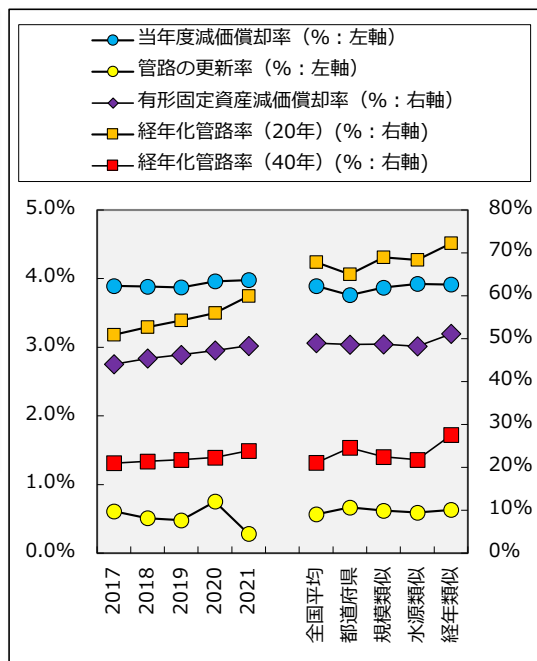 当年度減価償却率（%：左軸）
管路の更新率（%：左軸）
有形固定資産減価償却率（%：右軸）
経年化管路率（20年）(%：右軸)
経年化管路率（40年）(%：右軸)
5.0%
4.0%
3.0%
2.0%
1.0%
0.0%
80%
70%
60%
50%
40%
30%
20%
10%
0%
2017
2018
2019
2020
2021
全国平均
都道府県
規模類似
水源類似
経年類似